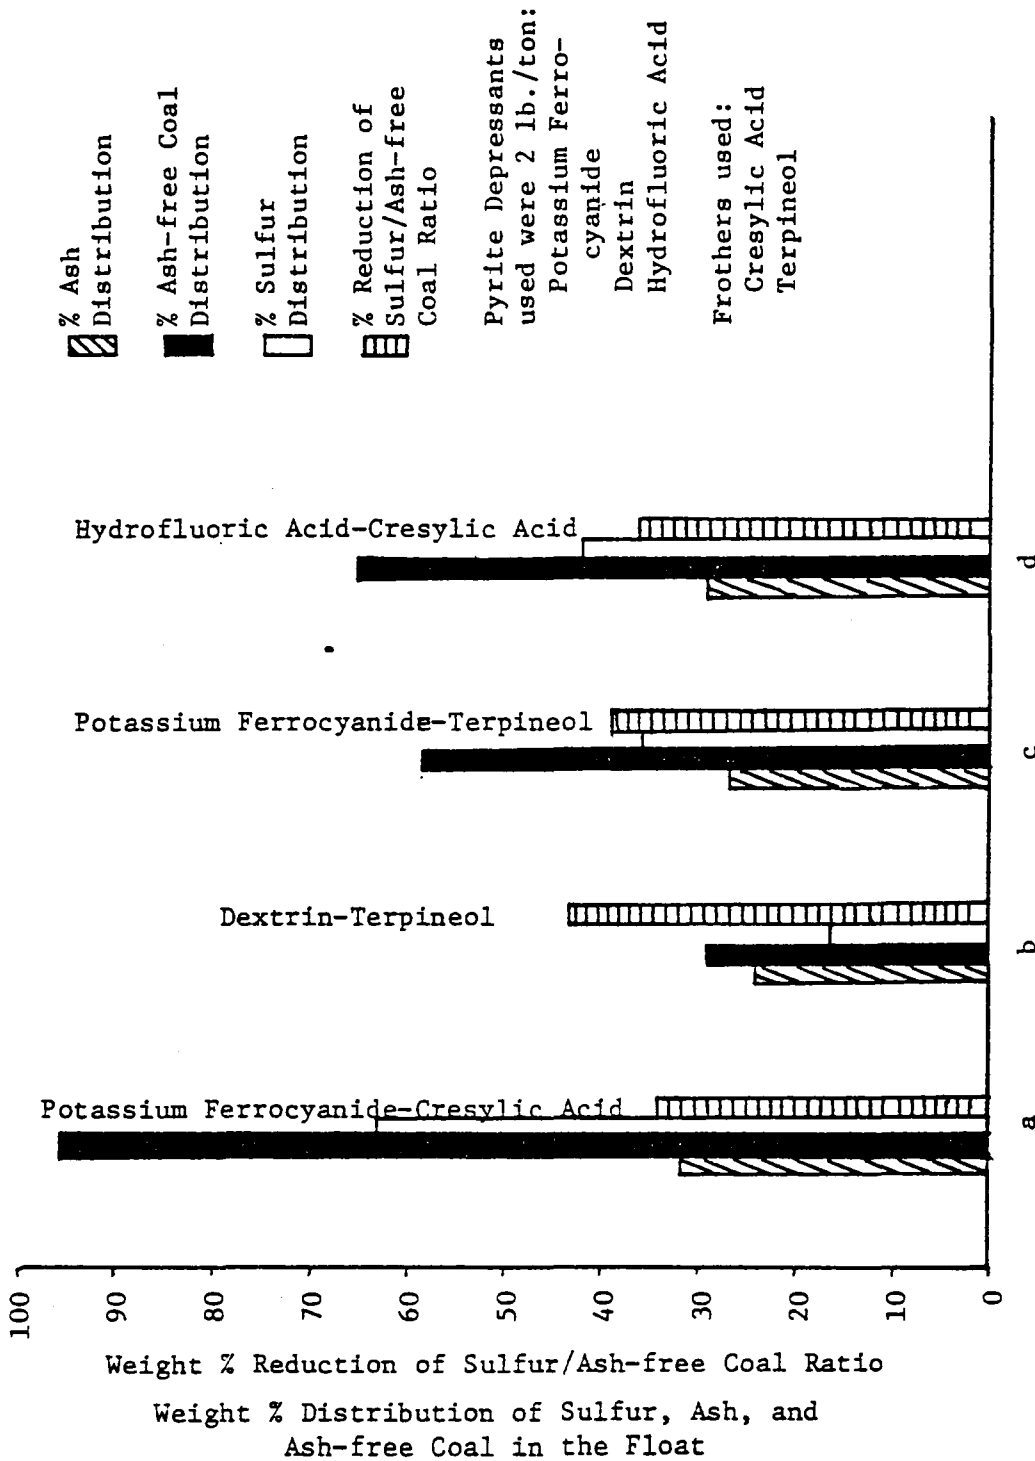 % Ash
Distribution
% Ash-free Coal
Distribution
% Sulfur
Distribution
% Reduction of
Sulfur/Ash-free
Coal Ratio
Pyrite Depressants
used were 2 lb./ton:
Potassium Ferro-
cyanide
Dextrin
Hydrofluoric Acid
Frothers used:
Cresylic Acid
Terpineol
Hydrofluoric Acid-Cresylic Acid
Potassium Ferrocyanide-Terpineol
Dextrin-Terpineol
Potassium Ferrocyanide-Cresylic Acid
a
b
c
d
100
90
80
70
60
50
40
30
20
10
0
Weight % Reduction of Sulfur/Ash-free Coal Ratio
Weight % Distribution of Sulfur, Ash, and
Ash-free Coal in the Float